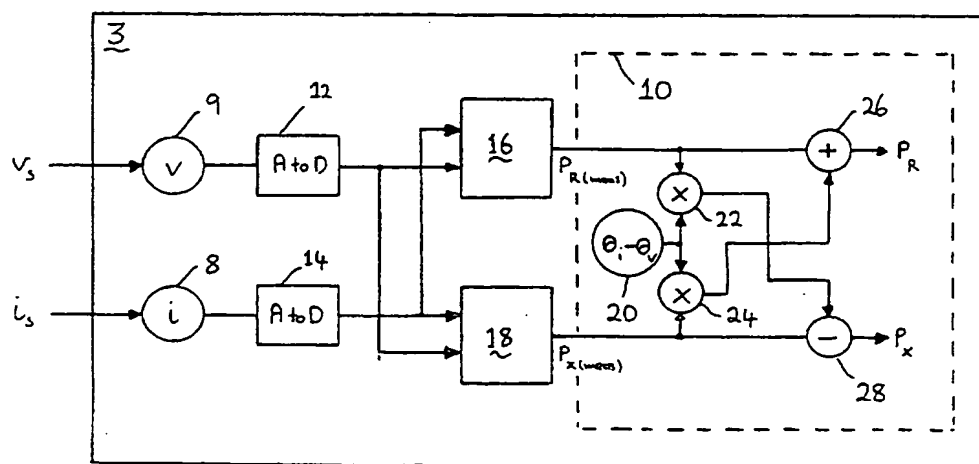 3
10
9
12
26
v_s
v
A to D
16
+
P_R
P_R(meas)
×
22
θ_i-θ_v
8
14
20
×
24
i_s
i
A to D
18
P_x(meas)
−
P_x
28